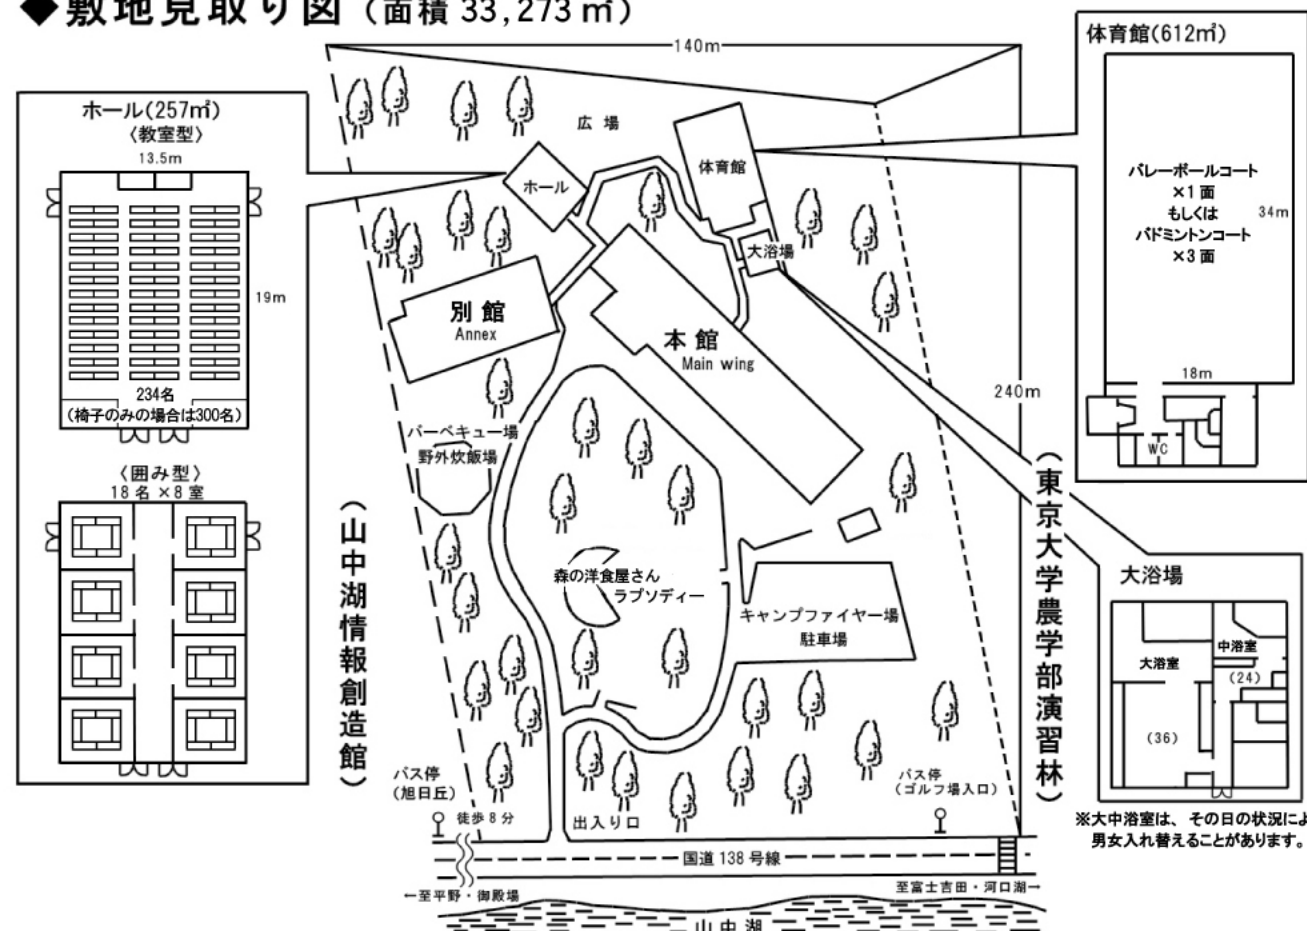 ◆敷地見取り図（面積 33,273 ㎡）
140m
体育館(612㎡)
バレーボールコート
×1 面
もしくは
バドミントンコート
×3 面
34m
18m
WC
ホール(257㎡)
〈教室型〉
13.5m
19m
234名
（椅子のみの場合は300名）
〈囲み型〉
18 名 ×8 室
広 場
体育館
ホール
大浴場
別 館
Annex
本 館
Main wing
240m
バーベキュー場
野外炊飯場
森の洋食屋さん
ラプソディー
キャンプファイヤー場
駐車場
（山中湖情報創造館）
（東京大学農学部演習林）
大浴場
大浴室
中浴室
(24)
(36)
※大中浴室は、その日の状況によ
男女入れ替えることがあります。
バス停
（旭日丘）
徒歩 8 分
出入り口
バス停
（ゴルフ場入口）
国道 138 号線
←至平野・御殿場
至富士吉田・河口湖→
山 中 湖